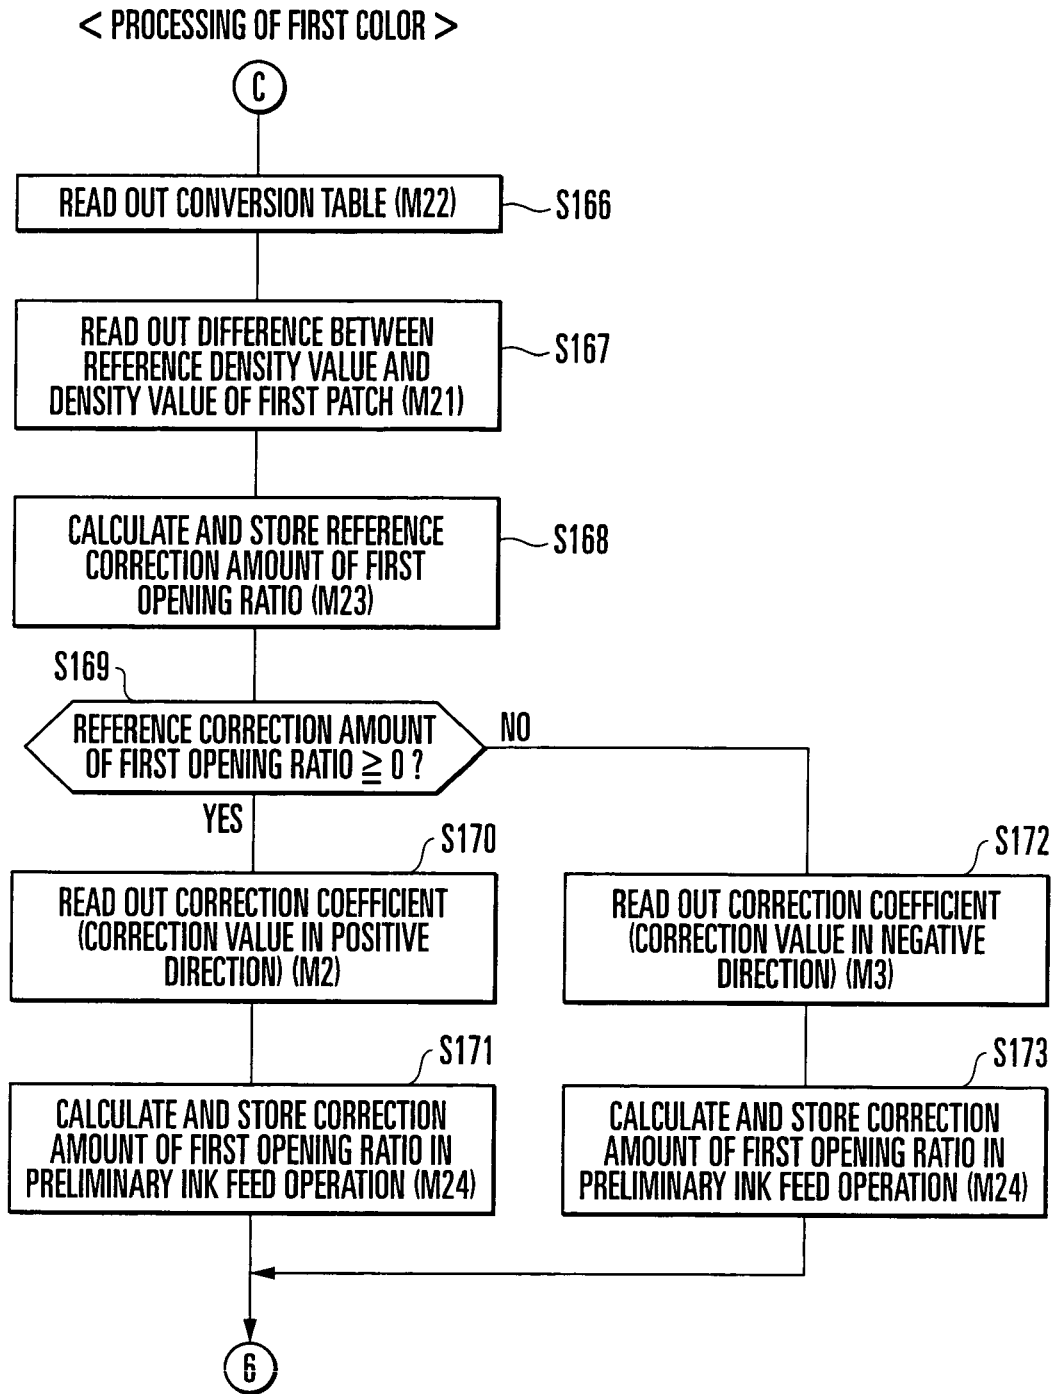 < PROCESSING OF FIRST COLOR >
C
READ OUT CONVERSION TABLE (M22)
S166
READ OUT DIFFERENCE BETWEEN
REFERENCE DENSITY VALUE AND
DENSITY VALUE OF FIRST PATCH (M21)
S167
CALCULATE AND STORE REFERENCE
CORRECTION AMOUNT OF FIRST
OPENING RATIO (M23)
S168
S169
REFERENCE CORRECTION AMOUNT
OF FIRST OPENING RATIO ≧ 0 ?
NO
YES
S170
READ OUT CORRECTION COEFFICIENT
(CORRECTION VALUE IN POSITIVE
DIRECTION) (M2)
S172
READ OUT CORRECTION COEFFICIENT
(CORRECTION VALUE IN NEGATIVE
DIRECTION) (M3)
S171
CALCULATE AND STORE CORRECTION
AMOUNT OF FIRST OPENING RATIO IN
PRELIMINARY INK FEED OPERATION (M24)
S173
CALCULATE AND STORE CORRECTION
AMOUNT OF FIRST OPENING RATIO IN
PRELIMINARY INK FEED OPERATION (M24)
6